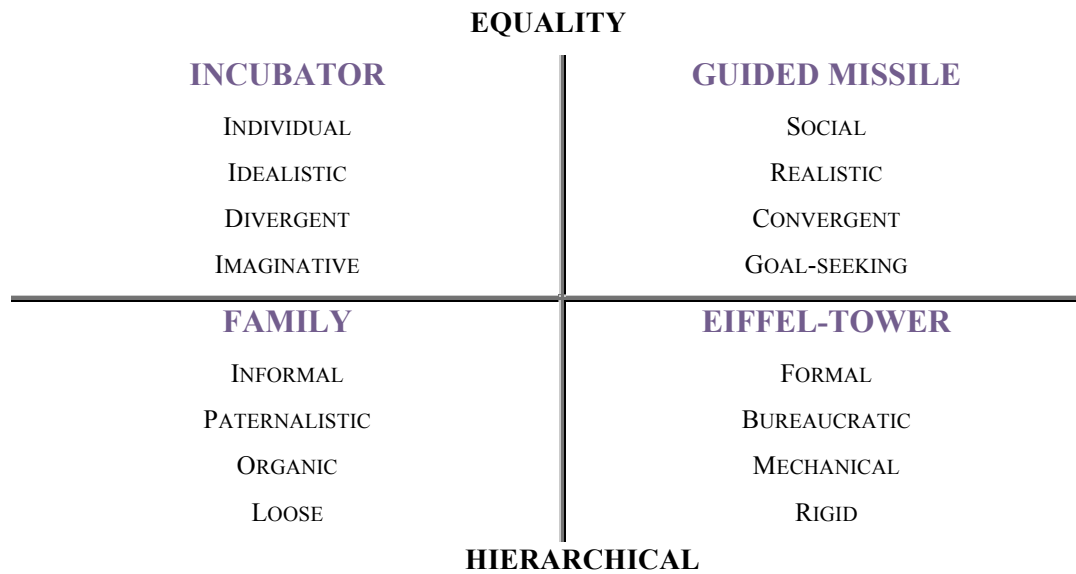 EQUALITY
INCUBATOR
INDIVIDUAL
IDEALISTIC
DIVERGENT
IMAGINATIVE
GUIDED MISSILE
SOCIAL
REALISTIC
CONVERGENT
GOAL-SEEKING
FAMILY
INFORMAL
PATERNALISTIC
ORGANIC
LOOSE
EIFFEL-TOWER
FORMAL
BUREAUCRATIC
MECHANICAL
RIGID
HIERARCHICAL